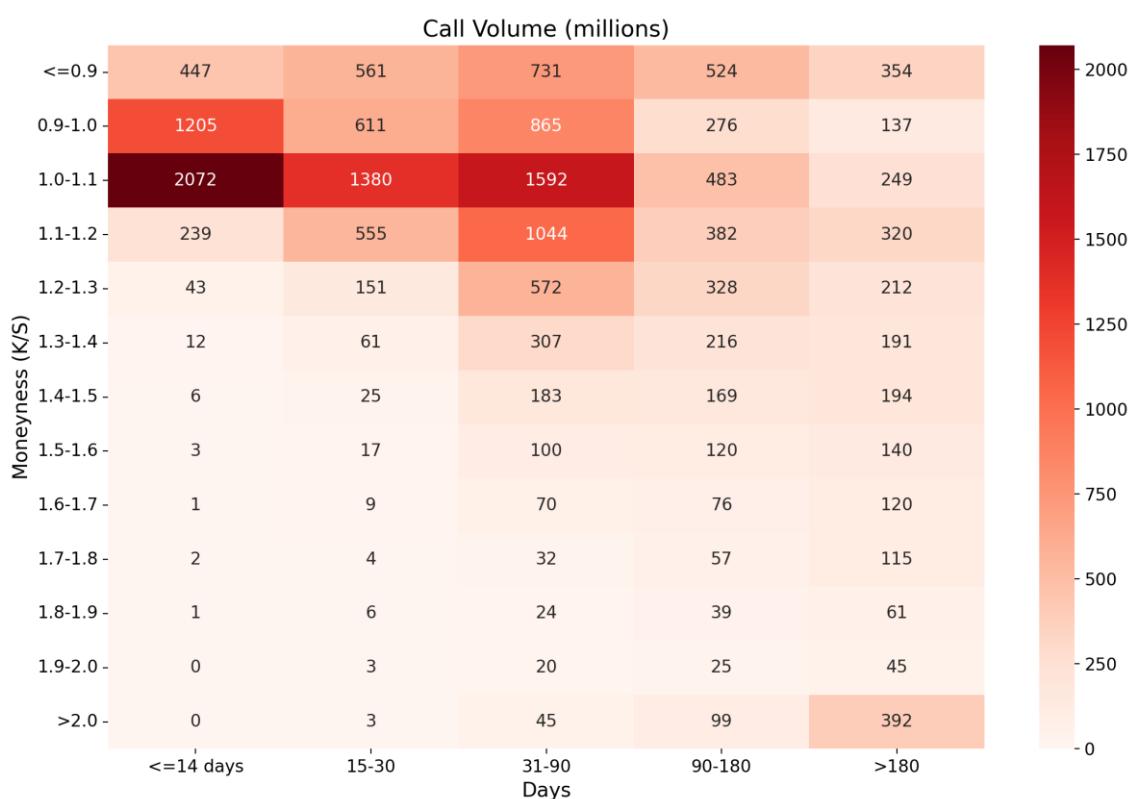 Call Volume (millions)
<=0.9 447 561 731 524 354
0.9-1.0 1205 611 865 276 137
1.0-1.1 2072 1380 1592 483 249
1.1-1.2 239 555 1044 382 320
1.2-1.3 43 151 572 328 212
1.3-1.4 12 61 307 216 191
1.4-1.5 6 25 183 169 194
1.5-1.6 3 17 100 120 140
1.6-1.7 1 9 70 76 120
1.7-1.8 2 4 32 57 115
1.8-1.9 1 6 24 39 61
1.9-2.0 0 3 20 25 45
>2.0 0 3 45 99 392
<=14 days 15-30 31-90 90-180 >180
Days
Moneyness (K/S)
2000
1750
1500
1250
1000
750
500
250
0